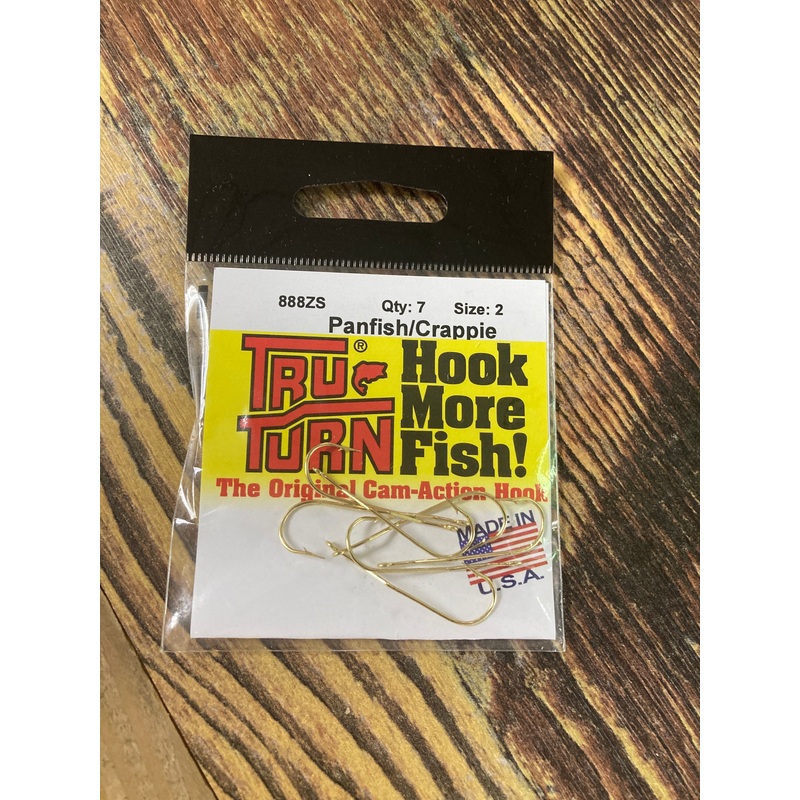 888ZS Qty: 7 Size: 2
Panfish/Crappie
TRU®
TURN
Hook
More
Fish!
The Original Cam-Action Hook
MADE IN
U.S.A.